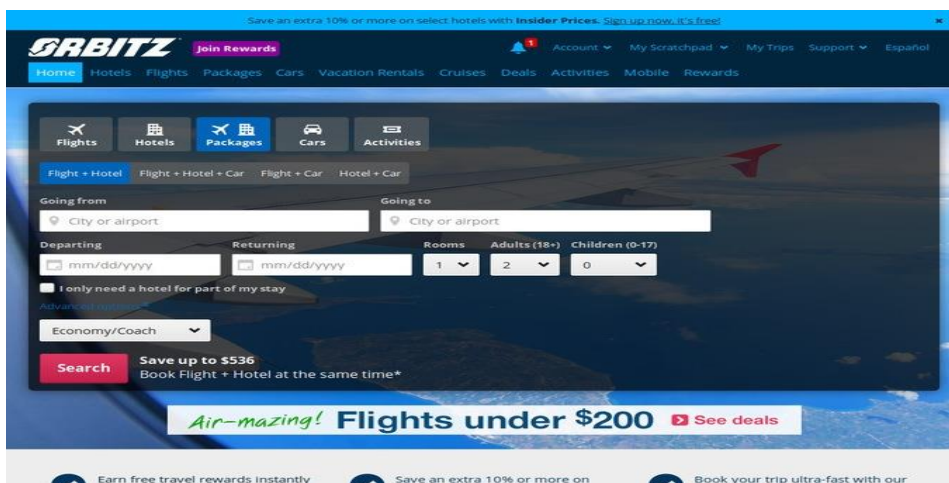 Save an extra 10% or more on select hotels with Insider Prices. Sign up now, it's free!
ORBITZ Join Rewards 1 Account My Scratchpad My Trips Support Español
Home Hotels Flights Packages Cars Vacation Rentals Cruises Deals Activities Mobile Rewards
Flights Hotels Packages Cars Activities
Flight + Hotel Flight + Hotel + Car Flight + Car Hotel + Car
Going from Going to
City or airport City or airport
Departing Returning Rooms Adults (18+) Children (0-17)
mm/dd/yyyy mm/dd/yyyy 1 2 0
I only need a hotel for part of my stay
Advanced options
Economy/Coach
Search Save up to $536
Book Flight + Hotel at the same time*
Air-mazing! Flights under $200 See deals
Earn free travel rewards instantly Save an extra 10% or more on Book your trip ultra-fast with our